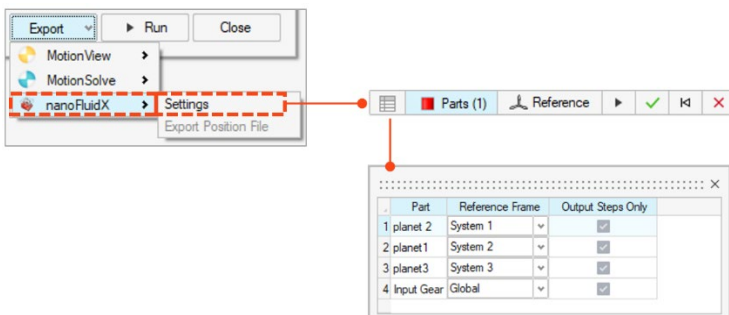 Export Run Close
MotionView
MotionSolve
nanoFluidX Settings
Export Position File
Parts (1) Reference
Part Reference Frame Output Steps Only
1 planet 2 System 1
2 planet1 System 2
3 planet3 System 3
4 Input Gear Global